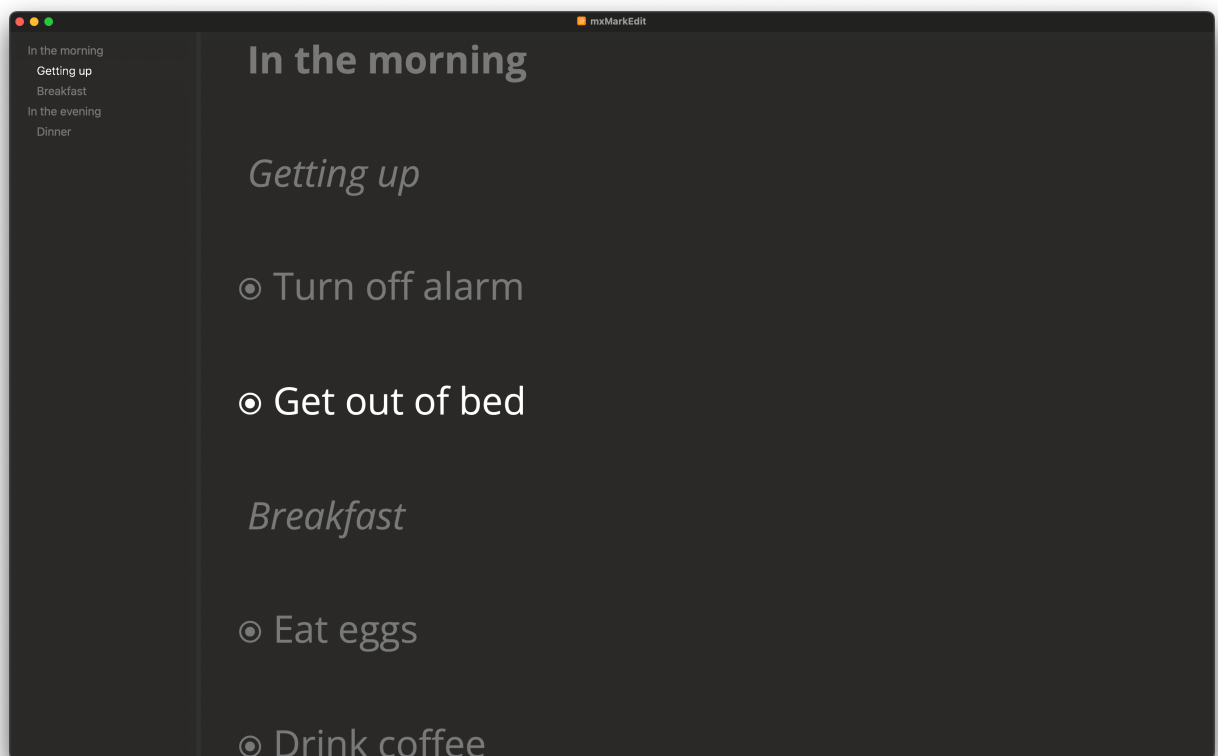 mxMarkEdit
In the morning
Getting up
Breakfast
In the evening
Dinner
In the morning
Getting up
Turn off alarm
Get out of bed
Breakfast
Eat eggs
Drink coffee